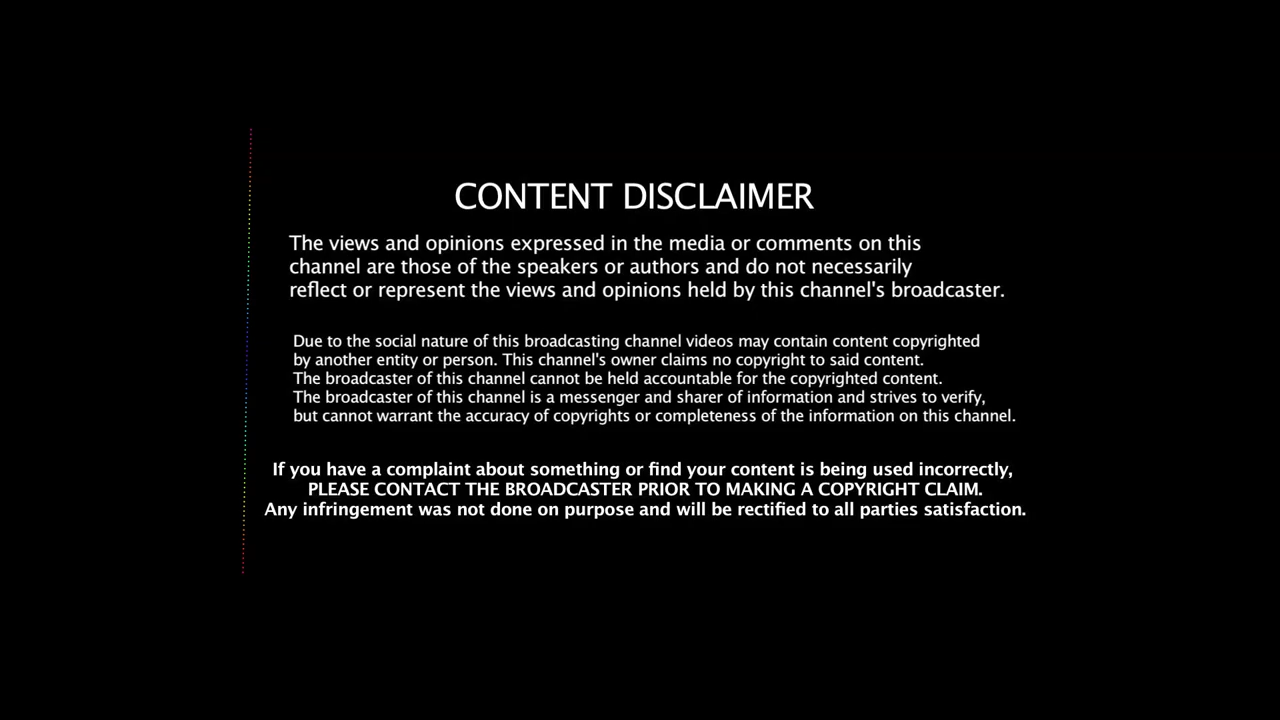 CONTENT DISCLAIMER
The views and opinions expressed in the media or comments on this
channel are those of the speakers or authors and do not necessarily
reflect or represent the views and opinions held by this channel's broadcaster.
Due to the social nature of this broadcasting channel videos may contain content copyrighted
by another entity or person. This channel's owner claims no copyright to said content.
The broadcaster of this channel cannot be held accountable for the copyrighted content.
The broadcaster of this channel is a messenger and sharer of information and strives to verify,
but cannot warrant the accuracy of copyrights or completeness of the information on this channel.
If you have a complaint about something or find your content is being used incorrectly,
PLEASE CONTACT THE BROADCASTER PRIOR TO MAKING A COPYRIGHT CLAIM.
Any infringement was not done on purpose and will be rectified to all parties satisfaction.